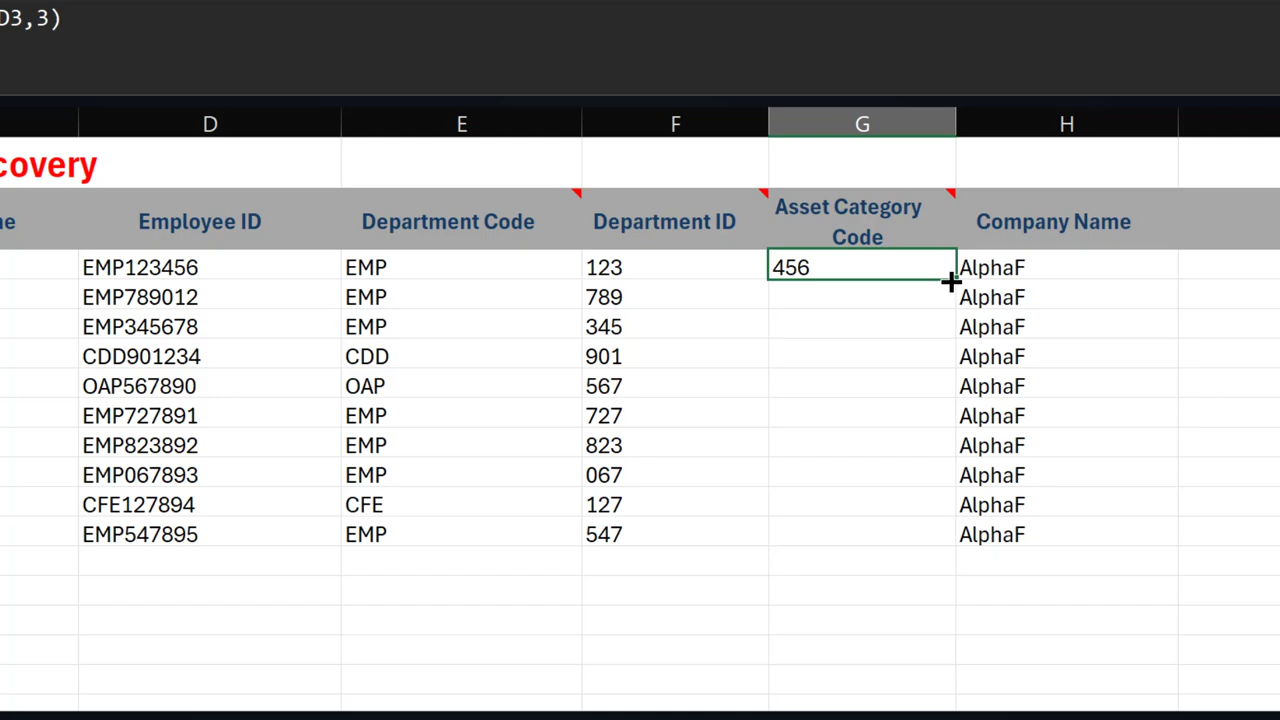 D3,3)
D E F G H
covery
ne Employee ID Department Code Department ID Asset Category Code Company Name
EMP123456 EMP 123 456 AlphaF
EMP789012 EMP 789 AlphaF
EMP345678 EMP 345 AlphaF
CDD901234 CDD 901 AlphaF
OAP567890 OAP 567 AlphaF
EMP727891 EMP 727 AlphaF
EMP823892 EMP 823 AlphaF
EMP067893 EMP 067 AlphaF
CFE127894 CFE 127 AlphaF
EMP547895 EMP 547 AlphaF